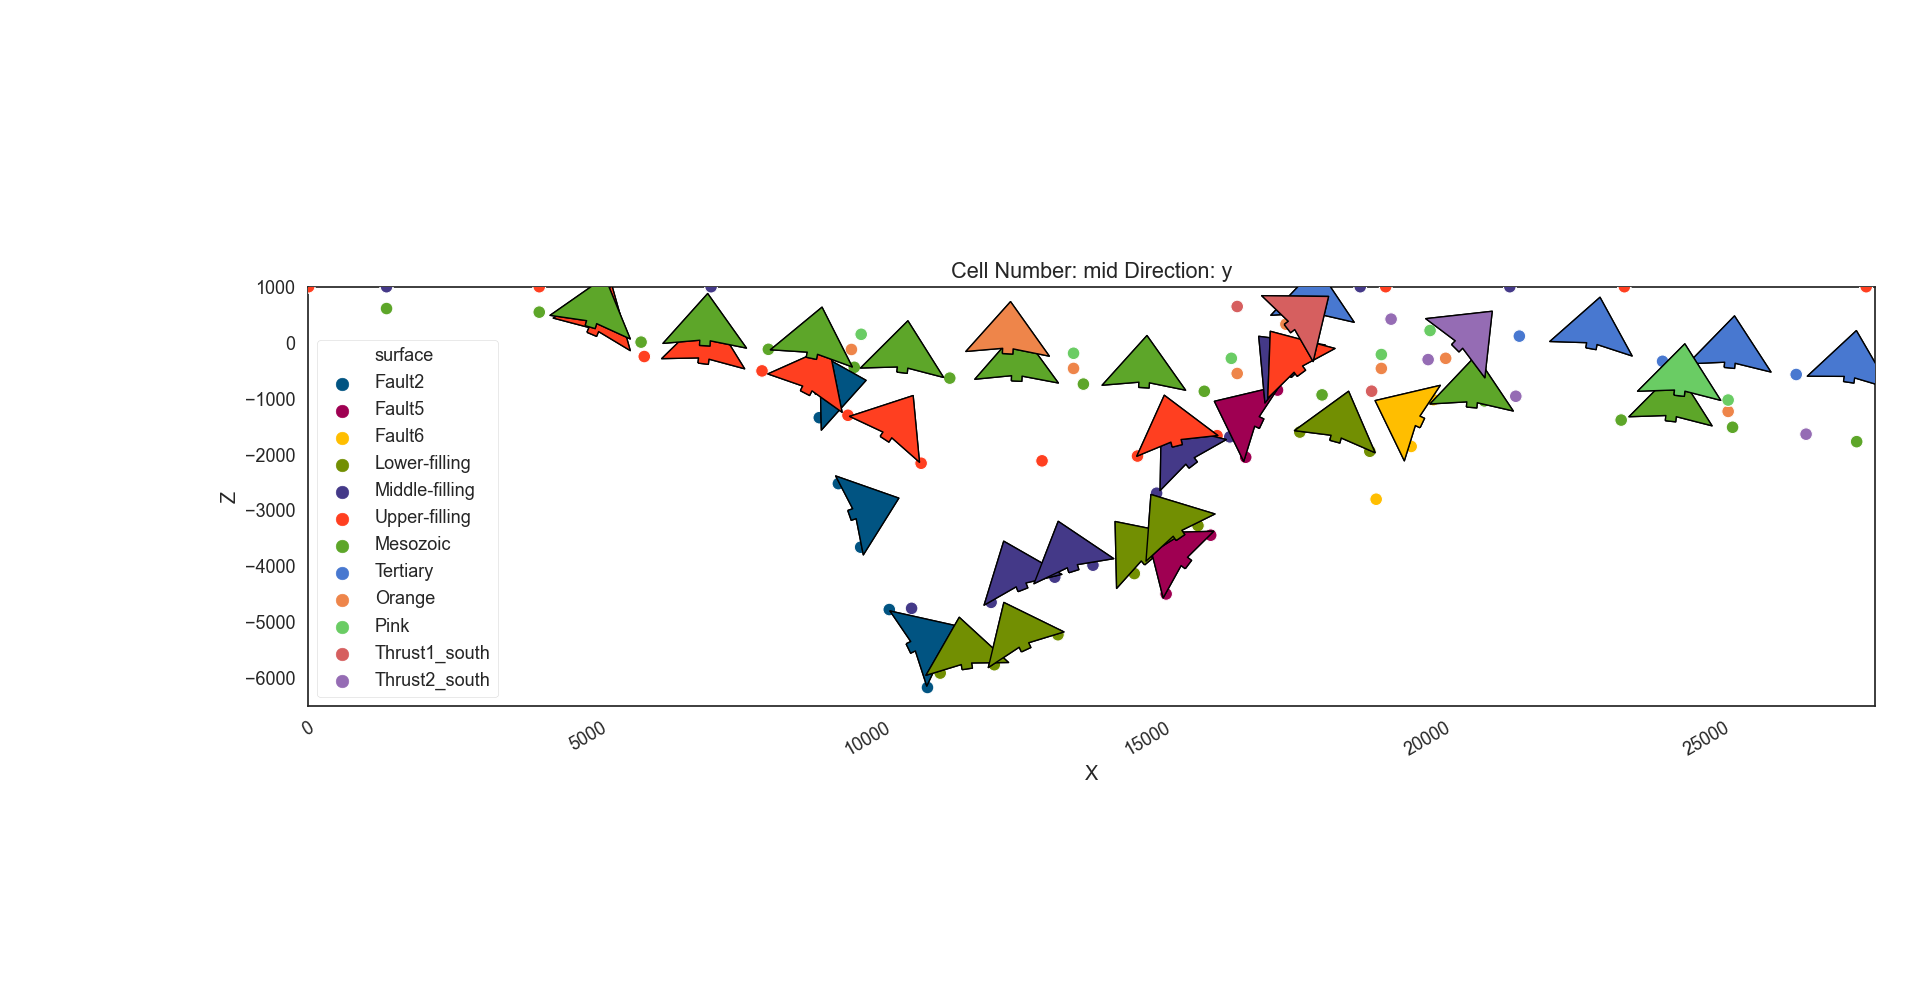 Cell Number: mid Direction: y
1000
0
−1000
−2000
−3000
−4000
−5000
−6000
Z
surface
Fault2
Fault5
Fault6
Lower-filling
Middle-filling
Upper-filling
Mesozoic
Tertiary
Orange
Pink
Thrust1_south
Thrust2_south
0
5000
10000
15000
20000
25000
X